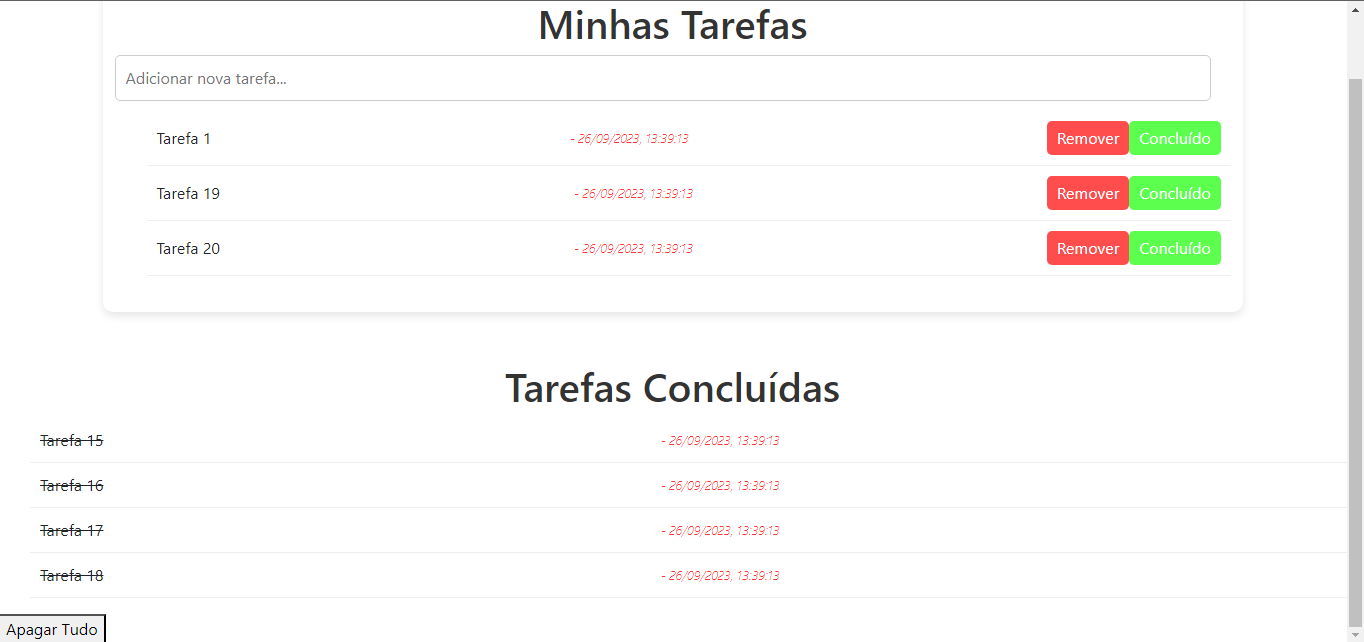 Minhas Tarefas
Adicionar nova tarefa...
Tarefa 1 - 26/09/2023, 13:39:13 Remover Concluído
Tarefa 19 - 26/09/2023, 13:39:13 Remover Concluído
Tarefa 20 - 26/09/2023, 13:39:13 Remover Concluído
Tarefas Concluídas
Tarefa 15 - 26/09/2023, 13:39:13
Tarefa 16 - 26/09/2023, 13:39:13
Tarefa 17 - 26/09/2023, 13:39:13
Tarefa 18 - 26/09/2023, 13:39:13
Apagar Tudo